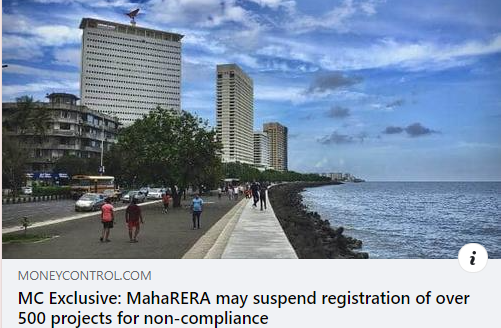 MONEYCONTROL.COM
MC Exclusive: MahaRERA may suspend registration of over
500 projects for non-compliance